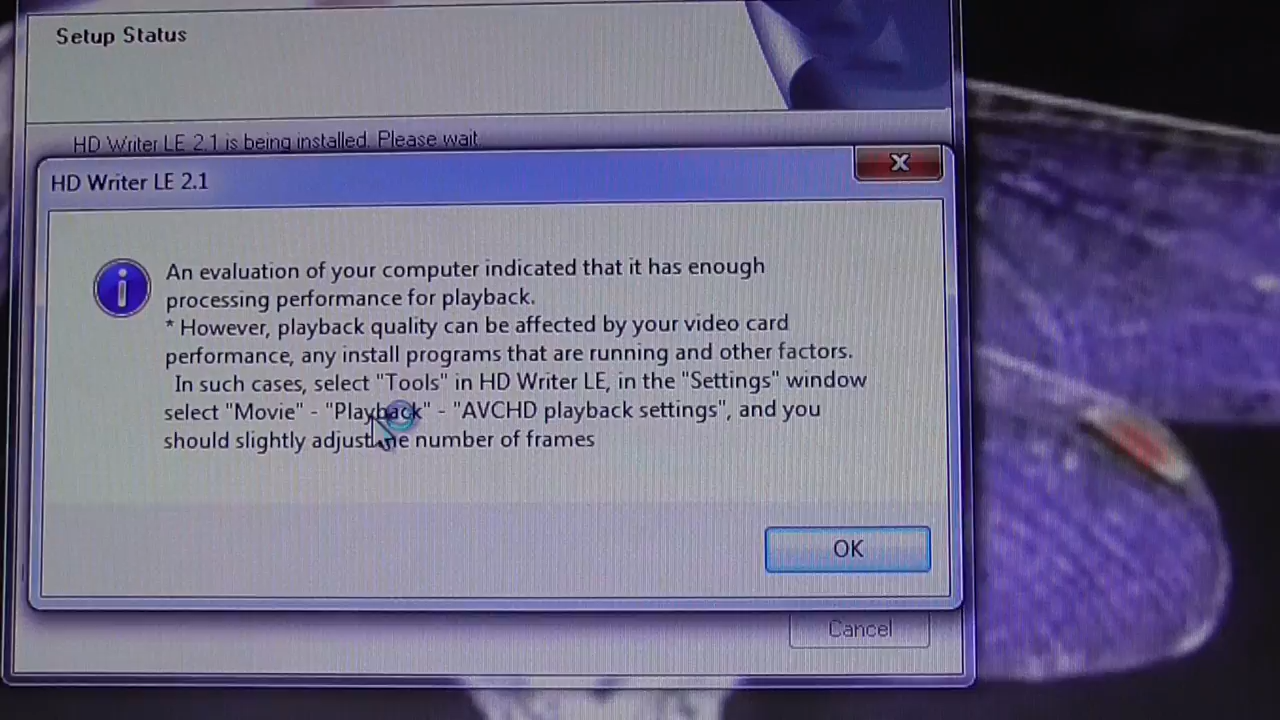 Setup Status
HD Writer LE 2.1 is being installed. Please wait.
HD Writer LE 2.1
An evaluation of your computer indicated that it has enough
processing performance for playback.
* However, playback quality can be affected by your video card
performance, any install programs that are running and other factors.
In such cases, select "Tools" in HD Writer LE, in the "Settings" window
select "Movie" - "Playback" - "AVCHD playback settings", and you
should slightly adjust the number of frames
OK
Cancel